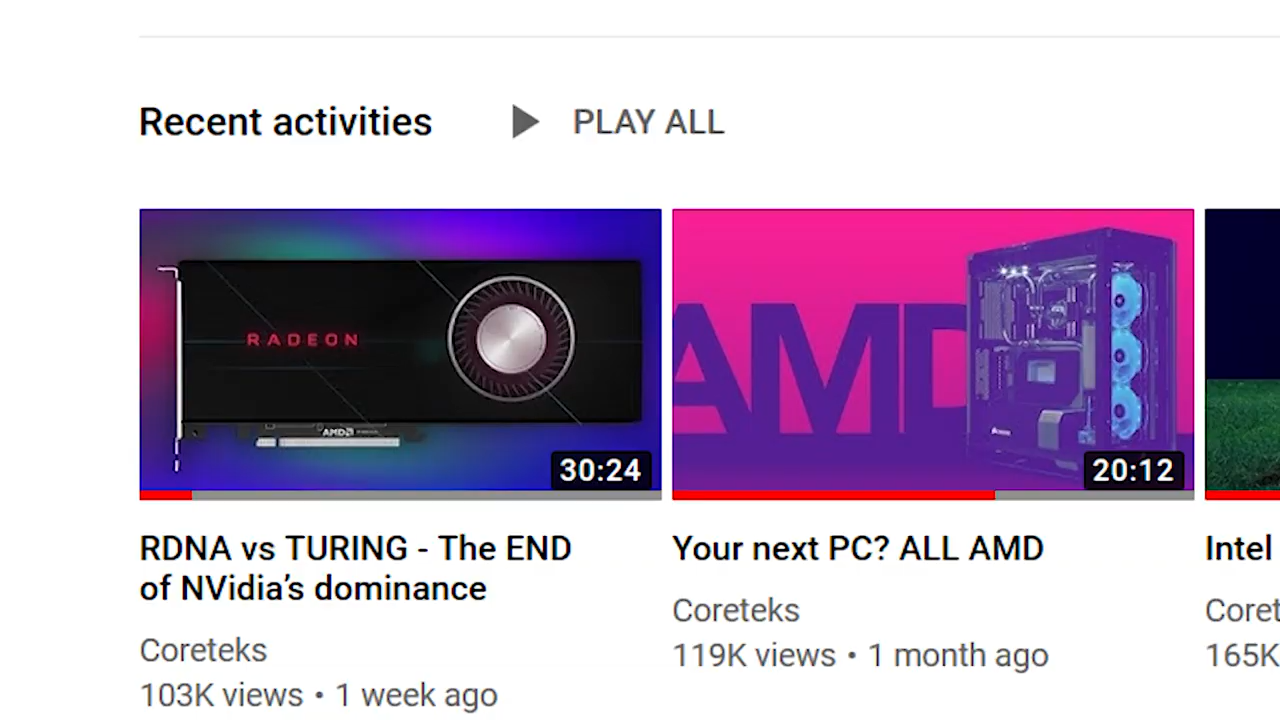 Recent activities
PLAY ALL
RADEON
AMD
30:24
AMD
20:12
RDNA vs TURING - The END
of NVidia’s dominance
Coreteks
103K views • 1 week ago
Your next PC? ALL AMD
Coreteks
119K views • 1 month ago
Intel
Coret
165K